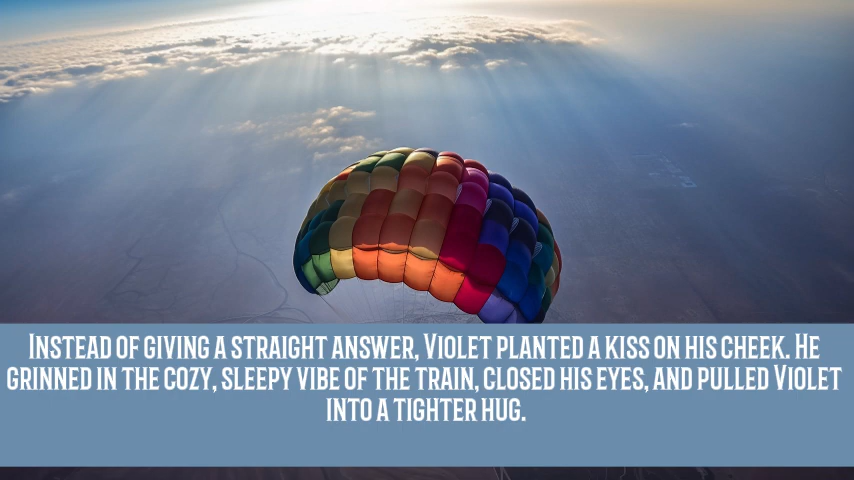 Instead of giving a straight answer, Violet planted a kiss on his cheek. He
grinned in the cozy, sleepy vibe of the train, closed his eyes, and pulled Violet
into a tighter hug.